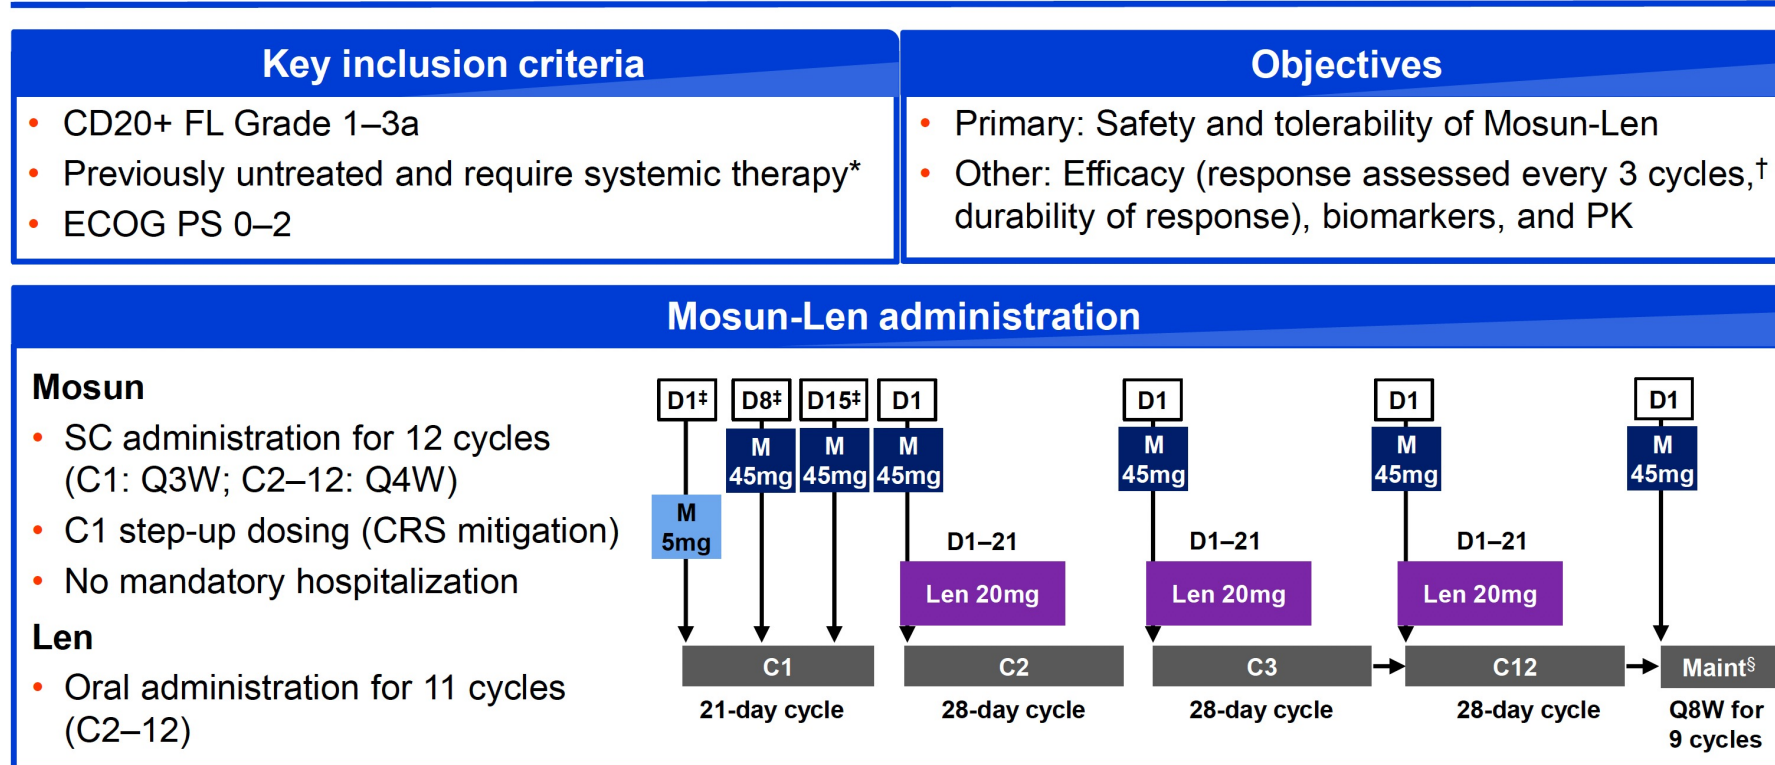 Key inclusion criteria
• CD20+ FL Grade 1–3a
• Previously untreated and require systemic therapy*
• ECOG PS 0–2
Objectives
• Primary: Safety and tolerability of Mosun-Len
• Other: Efficacy (response assessed every 3 cycles,†
durability of response), biomarkers, and PK
Mosun-Len administration
Mosun
• SC administration for 12 cycles
(C1: Q3W; C2–12: Q4W)
• C1 step-up dosing (CRS mitigation)
• No mandatory hospitalization
Len
• Oral administration for 11 cycles
(C2–12)
D1‡ D8‡ D15‡ D1 D1 D1 D1
M M M M M M
45mg 45mg 45mg 45mg 45mg 45mg
M
5mg
D1–21 D1–21 D1–21
Len 20mg Len 20mg Len 20mg
C1 C2 C3 C12 Maint§
21-day cycle 28-day cycle 28-day cycle 28-day cycle Q8W for
9 cycles